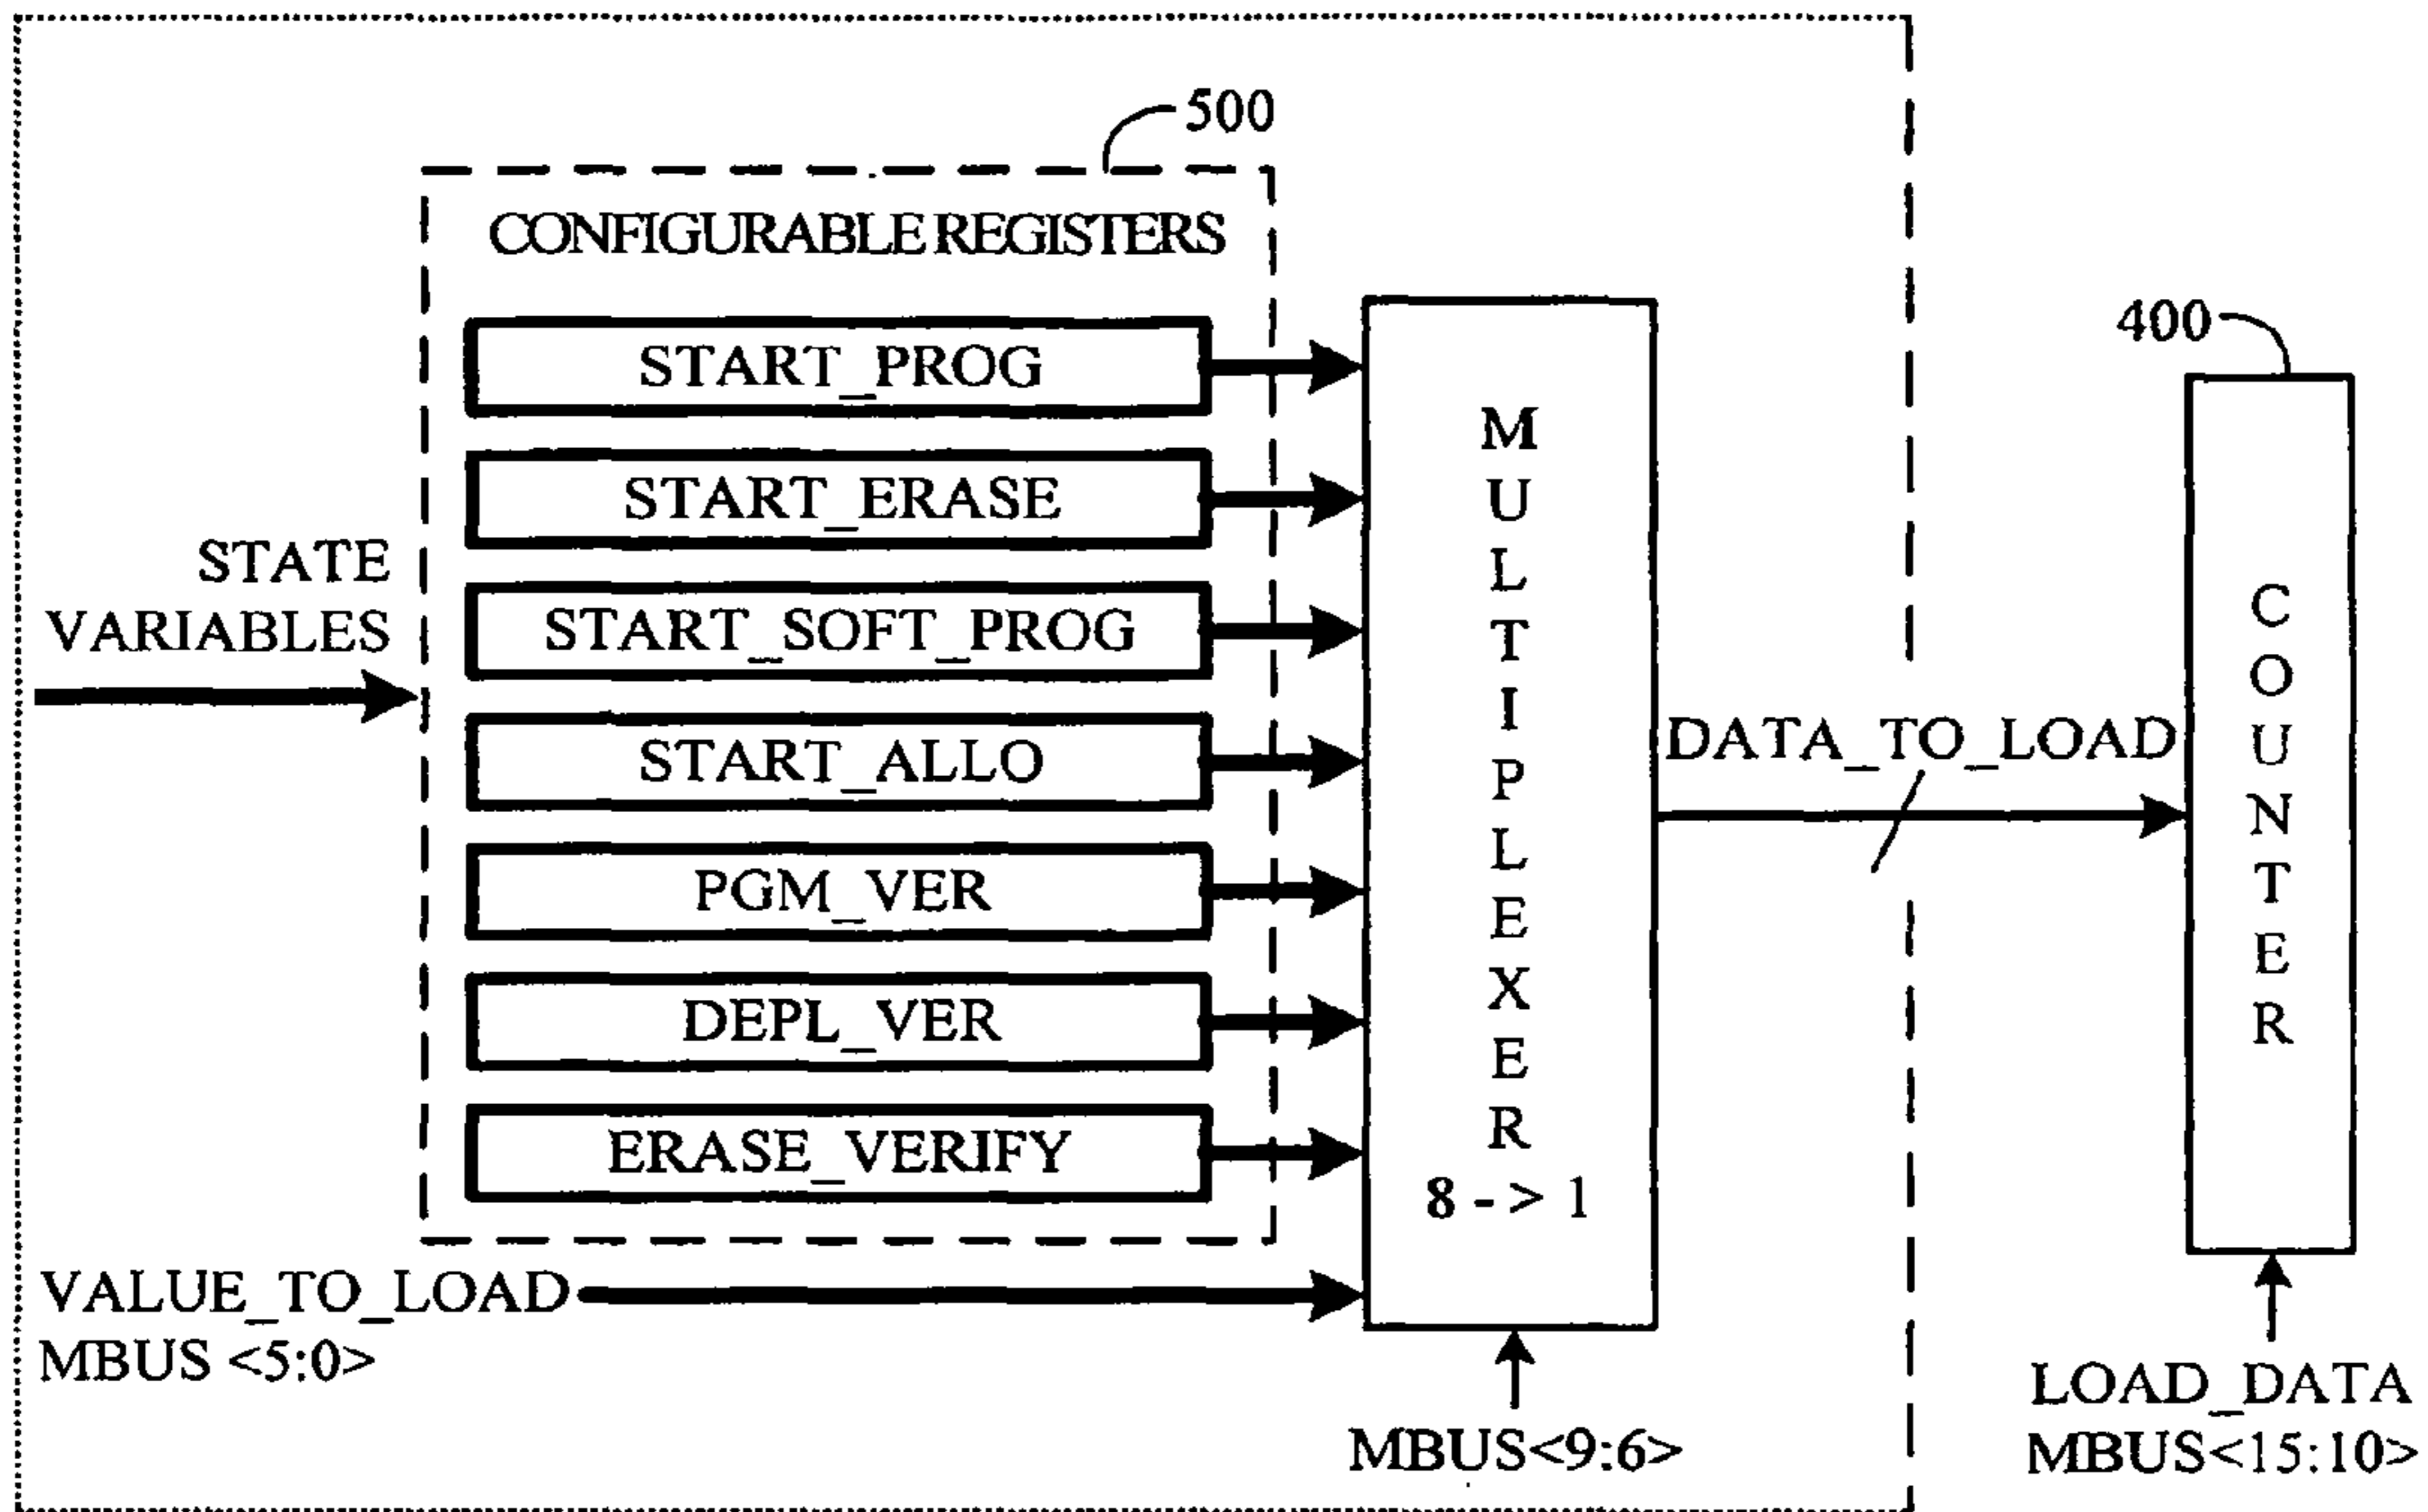 500
CONFIGURABLE REGISTERS
START_PROG
START_ERASE
START_SOFT_PROG
START_ALLO
PGM_VER
DEPL_VER
ERASE_VERIFY
STATE
VARIABLES
VALUE_TO_LOAD
MBUS <5:0>
MULTIPLEXER
8 - > 1
MBUS<9:6>
DATA_TO_LOAD
400
COUNTER
LOAD_DATA
MBUS<15:10>